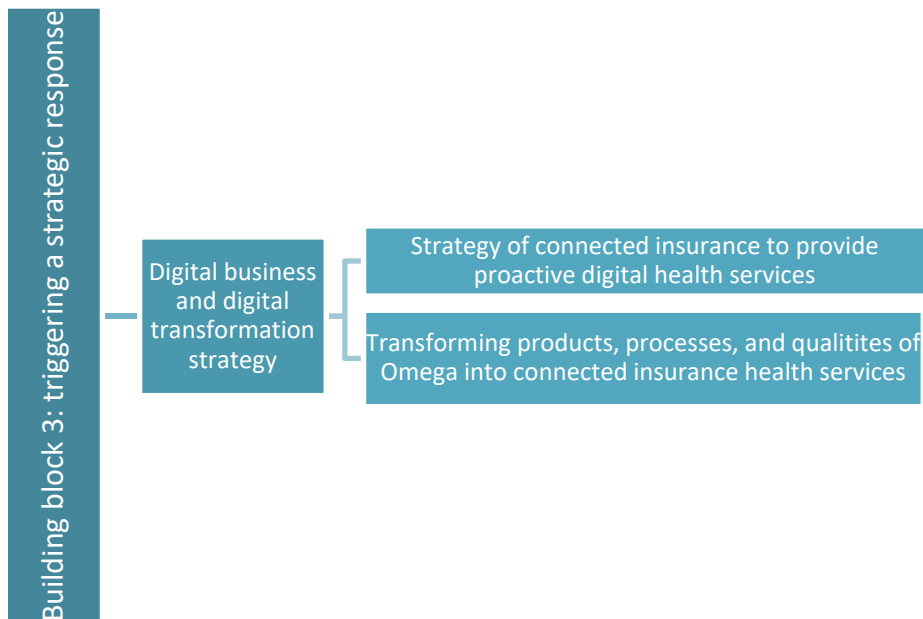 Building block 3: triggering a strategic response
Digital business
and digital
transformation
strategy
Strategy of connected insurance to provide
proactive digital health services
Transforming products, processes, and qualitites of
Omega into connected insurance health services